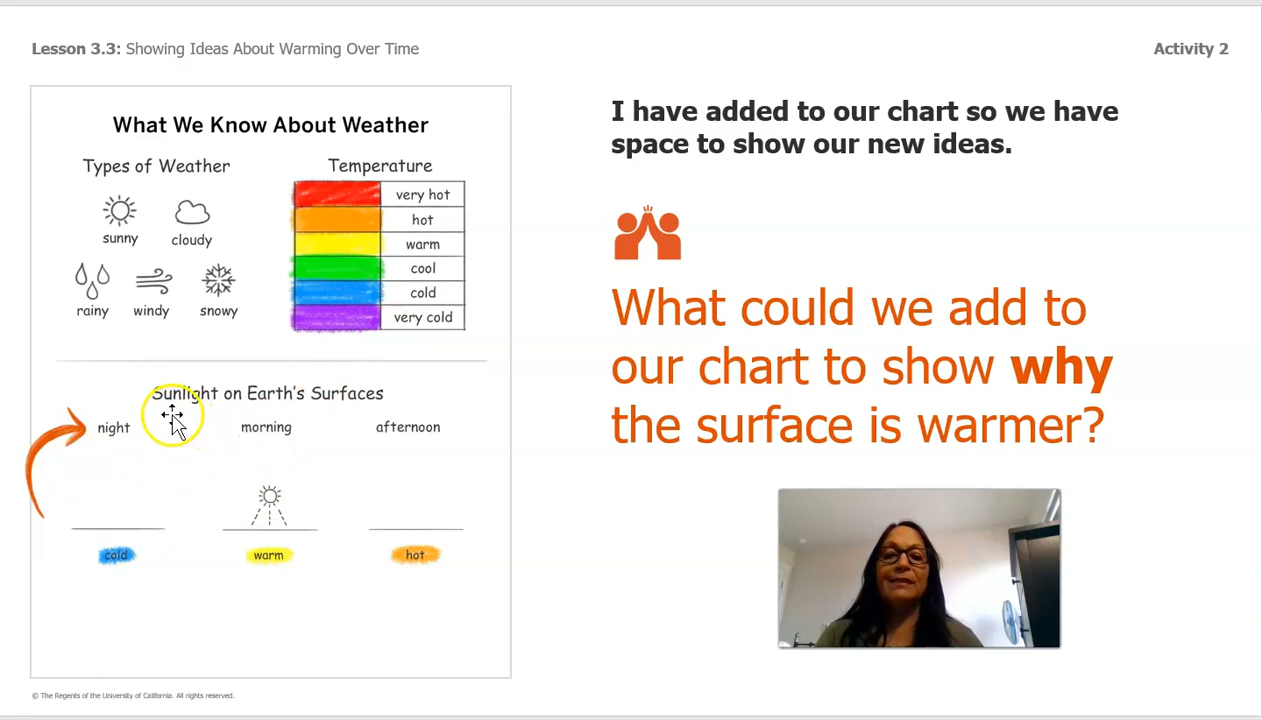 Lesson 3.3: Showing Ideas About Warming Over Time
Activity 2
What We Know About Weather
Types of Weather
sunny
cloudy
rainy
windy
snowy
Temperature
very hot
hot
warm
cool
cold
very cold
Sunlight on Earth's Surfaces
night
morning
afternoon
cold
warm
hot
I have added to our chart so we have
space to show our new ideas.
What could we add to
our chart to show why
the surface is warmer?
© The Regents of the University of California. All rights reserved.